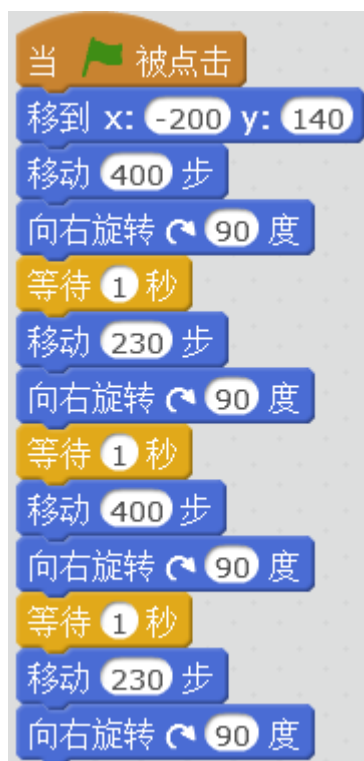 当 被点击
移到 x: -200 y: 140
移动 400 步
向右旋转 90 度
等待 1 秒
移动 230 步
向右旋转 90 度
等待 1 秒
移动 400 步
向右旋转 90 度
等待 1 秒
移动 230 步
向右旋转 90 度